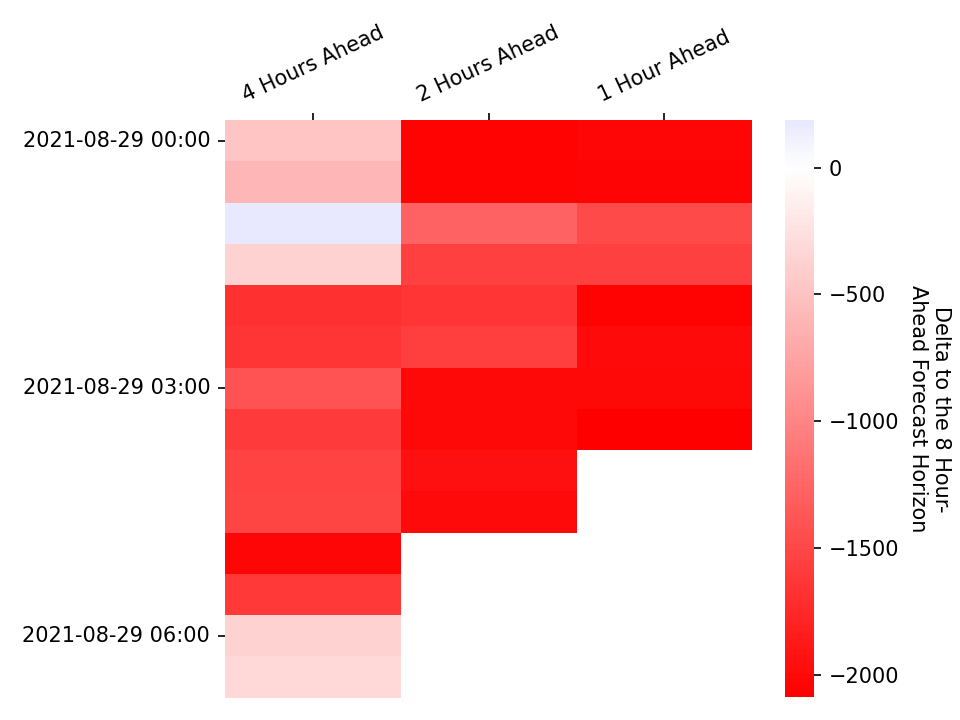 4 Hours Ahead
2 Hours Ahead
1 Hour Ahead
2021-08-29 00:00
2021-08-29 03:00
2021-08-29 06:00
0
−500
−1000
−1500
−2000
Delta to the 8 Hour-
Ahead Forecast Horizon